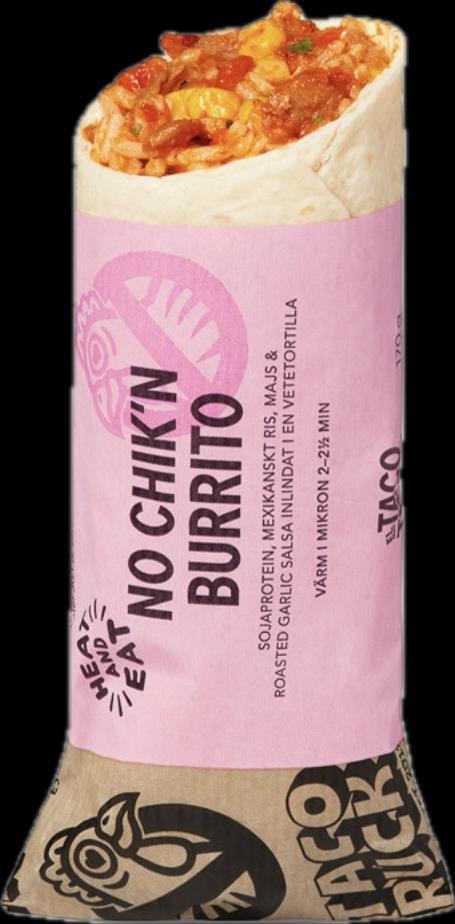 NO CHIK'N
BURRITO
SOJAPROTEIN, MEXIKANSKT RIS, MAJS &
ROASTED GARLIC SALSA INLINDAT I EN VETETORTILLA
VÄRM I MIKRON 2–2½ MIN
HEAT
AND
EAT
170 g
EL
TACO
TACO
TRUCK